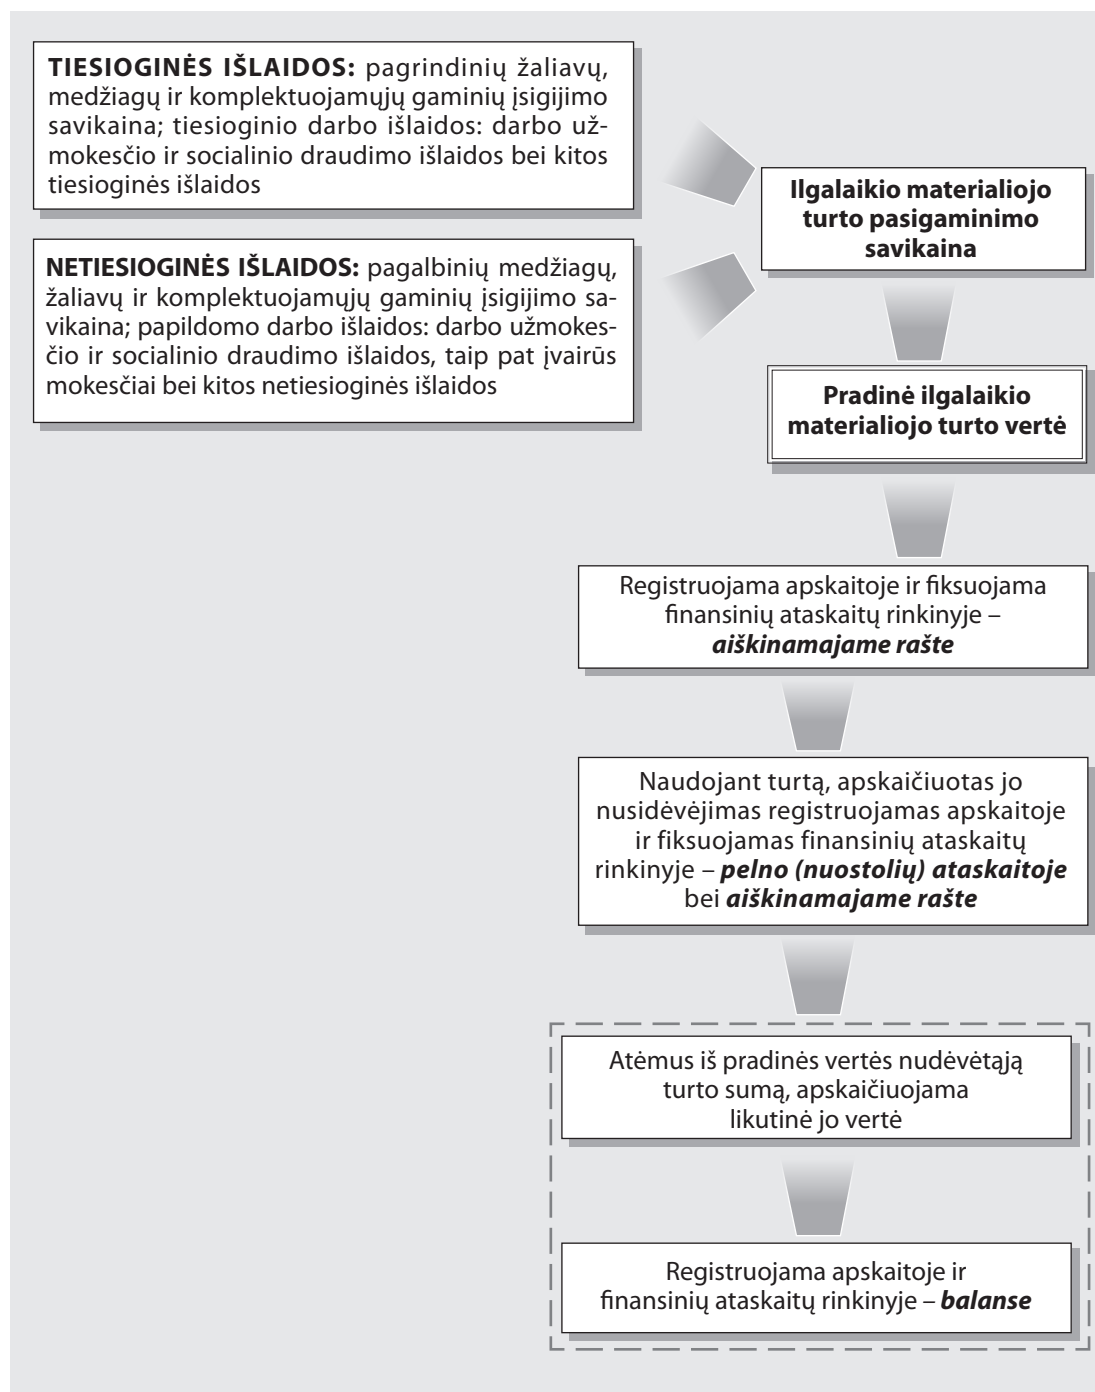 TIESIOGINĖS IŠLAIDOS: pagrindinių žaliavų,
medžiagų ir komplektuojamųjų gaminių įsigijimo
savikaina; tiesioginio darbo išlaidos: darbo už-
mokesčio ir socialinio draudimo išlaidos bei kitos
tiesioginės išlaidos
NETIESIOGINĖS IŠLAIDOS: pagalbinių medžiagų,
žaliavų ir komplektuojamųjų gaminių įsigijimo sa-
vikaina; papildomo darbo išlaidos: darbo užmokes-
čio ir socialinio draudimo išlaidos, taip pat įvairūs
mokesčiai bei kitos netiesioginės išlaidos
Ilgalaikio materialiojo
turto pasigaminimo
savikaina
Pradinė ilgalaikio
materialiojo turto vertė
Registruojama apskaitoje ir fiksuojama
finansinių ataskaitų rinkinyje –
aiškinamajame rašte
Naudojant turtą, apskaičiuotas jo
nusidėvėjimas registruojamas apskaitoje
ir fiksuojamas finansinių ataskaitų
rinkinyje – pelno (nuostolių) ataskaitoje
bei aiškinamajame rašte
Atėmus iš pradinės vertės nudėvėtąją
turto sumą, apskaičiuojama
likutinė jo vertė
Registruojama apskaitoje ir
finansinių ataskaitų rinkinyje – balanse